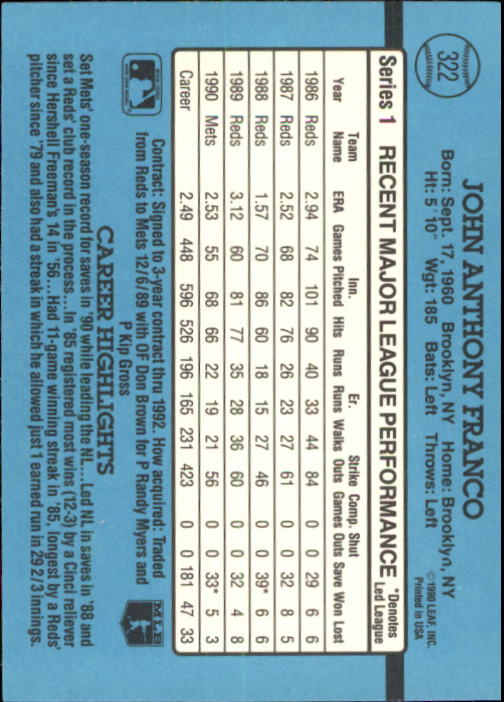 322
JOHN ANTHONY FRANCO
Born: Sept. 17, 1960 Brooklyn, NY Home: Brooklyn, NY
Ht: 5' 10" Wgt: 185 Bats: Left Throws: Left
©1990 LEAF, INC.
Printed in USA
Series 1 RECENT MAJOR LEAGUE PERFORMANCE *Denotes Led League
Year Team Name ERA Games Inn. Pitched Hits Runs Er. Runs Walks Strike Outs Comp. Games Shut Outs Save Won Lost
1986 Reds 2.94 74 101 90 40 33 44 84 0 0 29 6 6
1987 Reds 2.52 68 82 76 26 23 27 61 0 0 32 8 5
1988 Reds 1.57 70 86 60 18 15 27 46 0 0 39* 6 6
1989 Reds 3.12 60 81 77 35 28 36 60 0 0 32 4 8
1990 Mets 2.53 55 68 66 22 19 21 56 0 0 33* 5 3
Career 2.49 448 596 526 196 165 231 423 0 0 181 47 33
Contract: Signed to 3-year contract thru 1992. How acquired: Traded
from Reds to Mets 12/6/89 with OF Don Brown for P Randy Myers and
P Kip Gross
MLB
CAREER HIGHLIGHTS
Set Mets' one-season record for saves in '90 while leading the NL...Led NL in saves in '88 and
set a Reds' club record in the process....In '85 registered most wins (12-3) by a Cinci reliever
since Hershell Freeman's 14 in '56... Had 11-game winning streak in '85, longest by a Reds'
pitcher since '79 and also had a streak in which he allowed just 1 earned run in 29 2/3 innings.